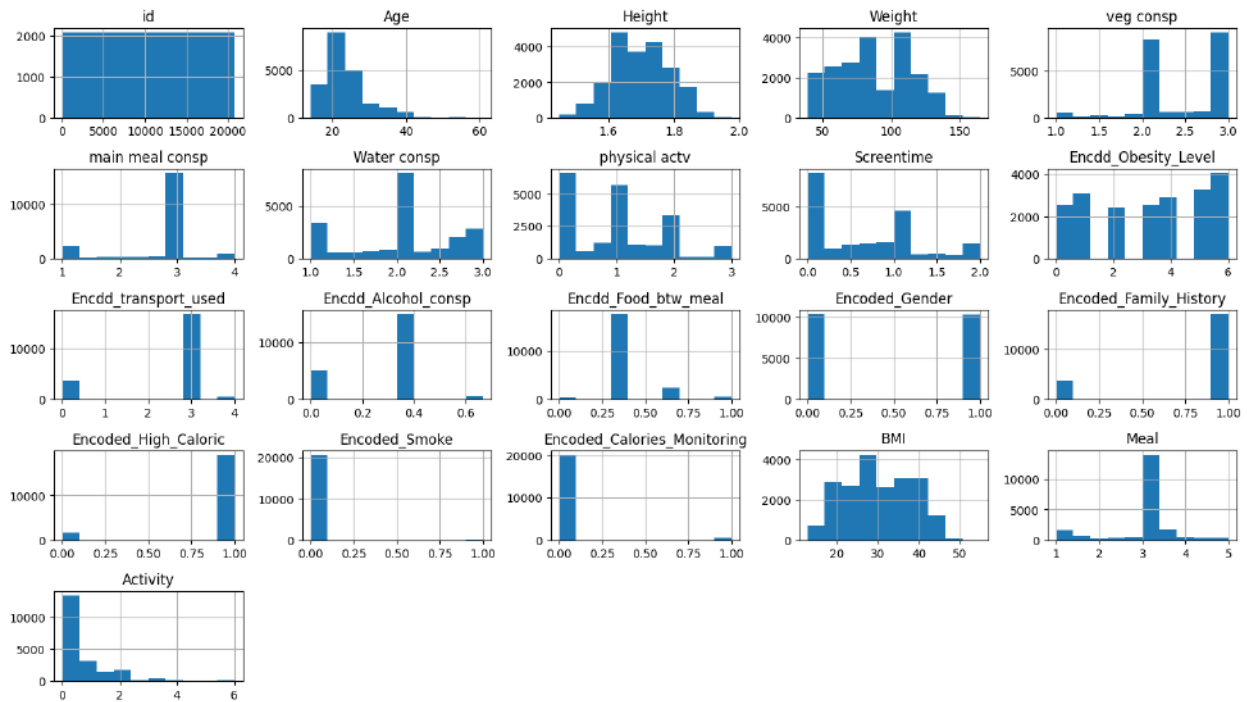 id
2000
1000
0
0 5000 10000 15000 20000
Age
5000
0
20 40 60
Height
4000
2000
0
1.6 1.8 2.0
Weight
4000
2000
0
50 100 150
veg consp
5000
0
1.0 1.5 2.0 2.5 3.0
main meal consp
10000
0
1 2 3 4
Water consp
5000
0
1.0 1.5 2.0 2.5 3.0
physical actv
5000
2500
0
0 1 2 3
Screentime
5000
0
0.0 0.5 1.0 1.5 2.0
Encdd_Obesity_Level
4000
2000
0
0 2 4 6
Encdd_transport_used
10000
0
0 1 2 3 4
Encdd_Alcohol_consp
10000
0
0.0 0.2 0.4 0.6
Encdd_Food_btw_meal
10000
0
0.00 0.25 0.50 0.75 1.00
Encoded_Gender
10000
5000
0
0.00 0.25 0.50 0.75 1.00
Encoded_Family_History
10000
0
0.00 0.25 0.50 0.75 1.00
Encoded_High_Caloric
10000
0
0.00 0.25 0.50 0.75 1.00
Encoded_Smoke
20000
10000
0
0.00 0.25 0.50 0.75 1.00
Encoded_Calories_Monitoring
20000
10000
0
0.00 0.25 0.50 0.75 1.00
BMI
4000
2000
0
20 30 40 50
Meal
10000
5000
0
1 2 3 4 5
Activity
10000
5000
0
0 2 4 6